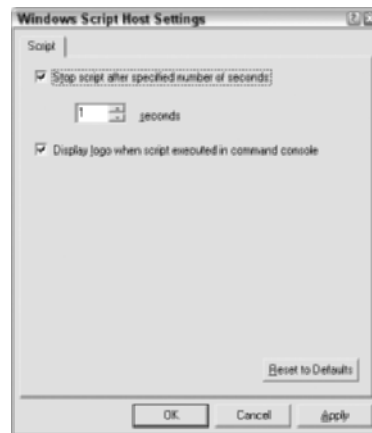 Windows Script Host Settings
Script
Stop script after specified number of seconds:
1 seconds
Display logo when script executed in command console
Reset to Defaults
OK Cancel Apply